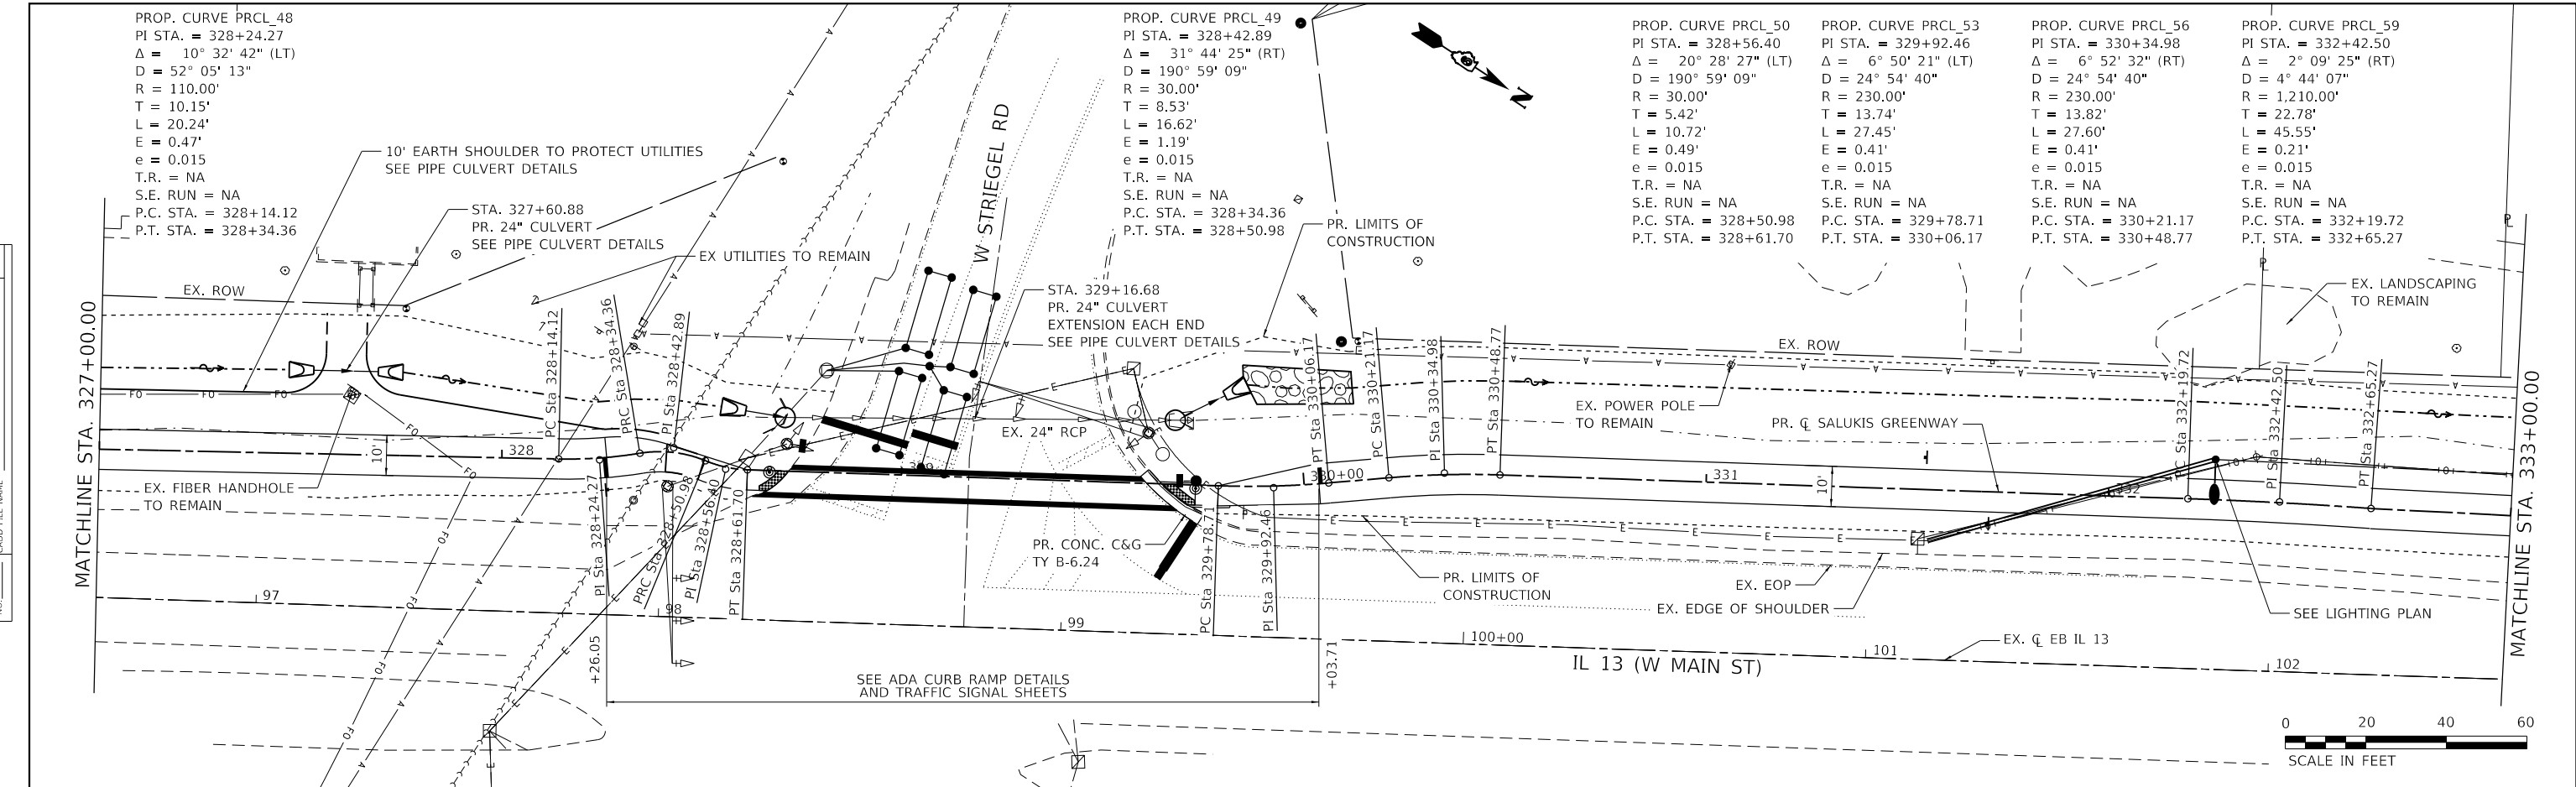 PROP. CURVE PRCL_48
PI STA. = 328+24.27
Δ = 10° 32' 42" (LT)
D = 52° 05' 13"
R = 110.00'
T = 10.15'
L = 20.24'
E = 0.47'
e = 0.015
T.R. = NA
S.E. RUN = NA
P.C. STA. = 328+14.12
P.T. STA. = 328+34.36
PROP. CURVE PRCL_49
PI STA. = 328+42.89
Δ = 31° 44' 25" (RT)
D = 190° 59' 09"
R = 30.00'
T = 8.53'
L = 16.62'
E = 1.19'
e = 0.015
T.R. = NA
S.E. RUN = NA
P.C. STA. = 328+34.36
P.T. STA. = 328+50.98
N
PROP. CURVE PRCL_50
PI STA. = 328+56.40
Δ = 20° 28' 27" (LT)
D = 190° 59' 09"
R = 30.00'
T = 5.42'
L = 10.72'
E = 0.49'
e = 0.015
T.R. = NA
S.E. RUN = NA
P.C. STA. = 328+50.98
P.T. STA. = 328+61.70
PROP. CURVE PRCL_53
PI STA. = 329+92.46
Δ = 6° 50' 21" (LT)
D = 24° 54' 40"
R = 230.00'
T = 13.74'
L = 27.45'
E = 0.41'
e = 0.015
T.R. = NA
S.E. RUN = NA
P.C. STA. = 329+78.71
P.T. STA. = 330+06.17
PROP. CURVE PRCL_56
PI STA. = 330+34.98
Δ = 6° 52' 32" (RT)
D = 24° 54' 40"
R = 230.00'
T = 13.82'
L = 27.60'
E = 0.41'
e = 0.015
T.R. = NA
S.E. RUN = NA
P.C. STA. = 330+21.17
P.T. STA. = 330+48.77
PROP. CURVE PRCL_59
PI STA. = 332+42.50
Δ = 2° 09' 25" (RT)
D = 4° 44' 07"
R = 1,210.00'
T = 22.78'
L = 45.55'
E = 0.21'
e = 0.015
T.R. = NA
S.E. RUN = NA
P.C. STA. = 332+19.72
P.T. STA. = 332+65.27
10' EARTH SHOULDER TO PROTECT UTILITIES
SEE PIPE CULVERT DETAILS
STA. 327+60.88
PR. 24" CULVERT
SEE PIPE CULVERT DETAILS
EX UTILITIES TO REMAIN
W STRIEGEL RD
PR. LIMITS OF
CONSTRUCTION
STA. 329+16.68
PR. 24" CULVERT
EXTENSION EACH END
SEE PIPE CULVERT DETAILS
EX. LANDSCAPING
TO REMAIN
EX. ROW
EX. ROW
MATCHLINE STA. 327+00.00
MATCHLINE STA. 333+00.00
PC Sta 328+14.12
PRC Sta 328+34.36
PI Sta 328+42.89
PT Sta 330+06.17
PC Sta 330+21.17
PI Sta 330+34.98
PT Sta 330+48.77
PC Sta 332+19.72
PI Sta 332+42.50
PT Sta 332+65.27
EX. 24" RCP
EX. POWER POLE
TO REMAIN
PR. ℄ SALUKIS GREENWAY
10'
328
329
330+00
331
332
10'
EX. FIBER HANDHOLE
TO REMAIN
PI Sta 328+24.27
PRC Sta 328+50.98
PI Sta 328+56.40
PT Sta 328+61.70
PC Sta 329+78.71
PI Sta 329+92.46
PR. CONC. C&G
TY B-6.24
PR. LIMITS OF
CONSTRUCTION
EX. EOP
EX. EDGE OF SHOULDER
SEE LIGHTING PLAN
97
98
99
100+00
101
102
EX. ℄ EB IL 13
IL 13 (W MAIN ST)
+26.05
+03.71
SEE ADA CURB RAMP DETAILS
AND TRAFFIC SIGNAL SHEETS
0 20 40 60
SCALE IN FEET